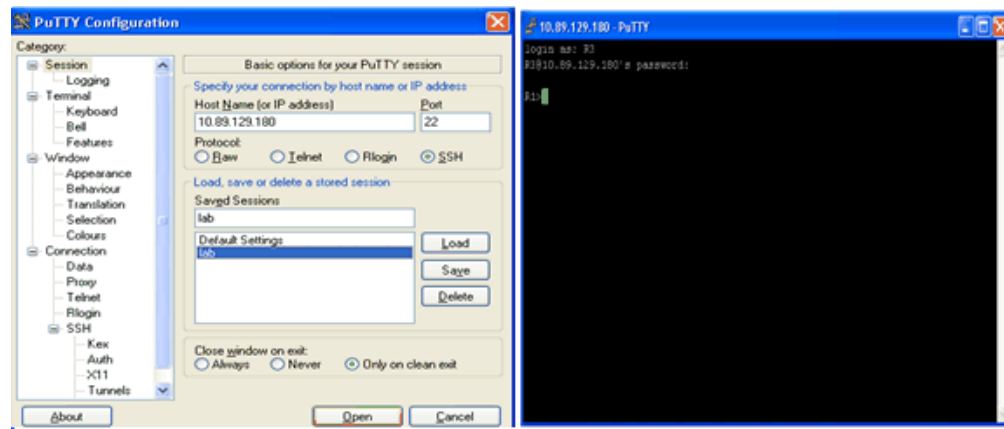 PuTTY Configuration
Category:
Session
Logging
Terminal
Keyboard
Bell
Features
Window
Appearance
Behaviour
Translation
Selection
Colours
Connection
Data
Proxy
Telnet
Rlogin
SSH
Kex
Auth
X11
Tunnels
Basic options for your PuTTY session
Specify your connection by host name or IP address
Host Name (or IP address)
Port
10.89.129.180
22
Protocol:
Raw
Telnet
Rlogin
SSH
Load, save or delete a stored session
Saved Sessions
lab
Default Settings
lab
Load
Save
Delete
Close window on exit:
Always
Never
Only on clean exit
About
Open
Cancel
10.89.129.180 - PuTTY
login as: R3
R3@10.89.129.180's password:
R1>